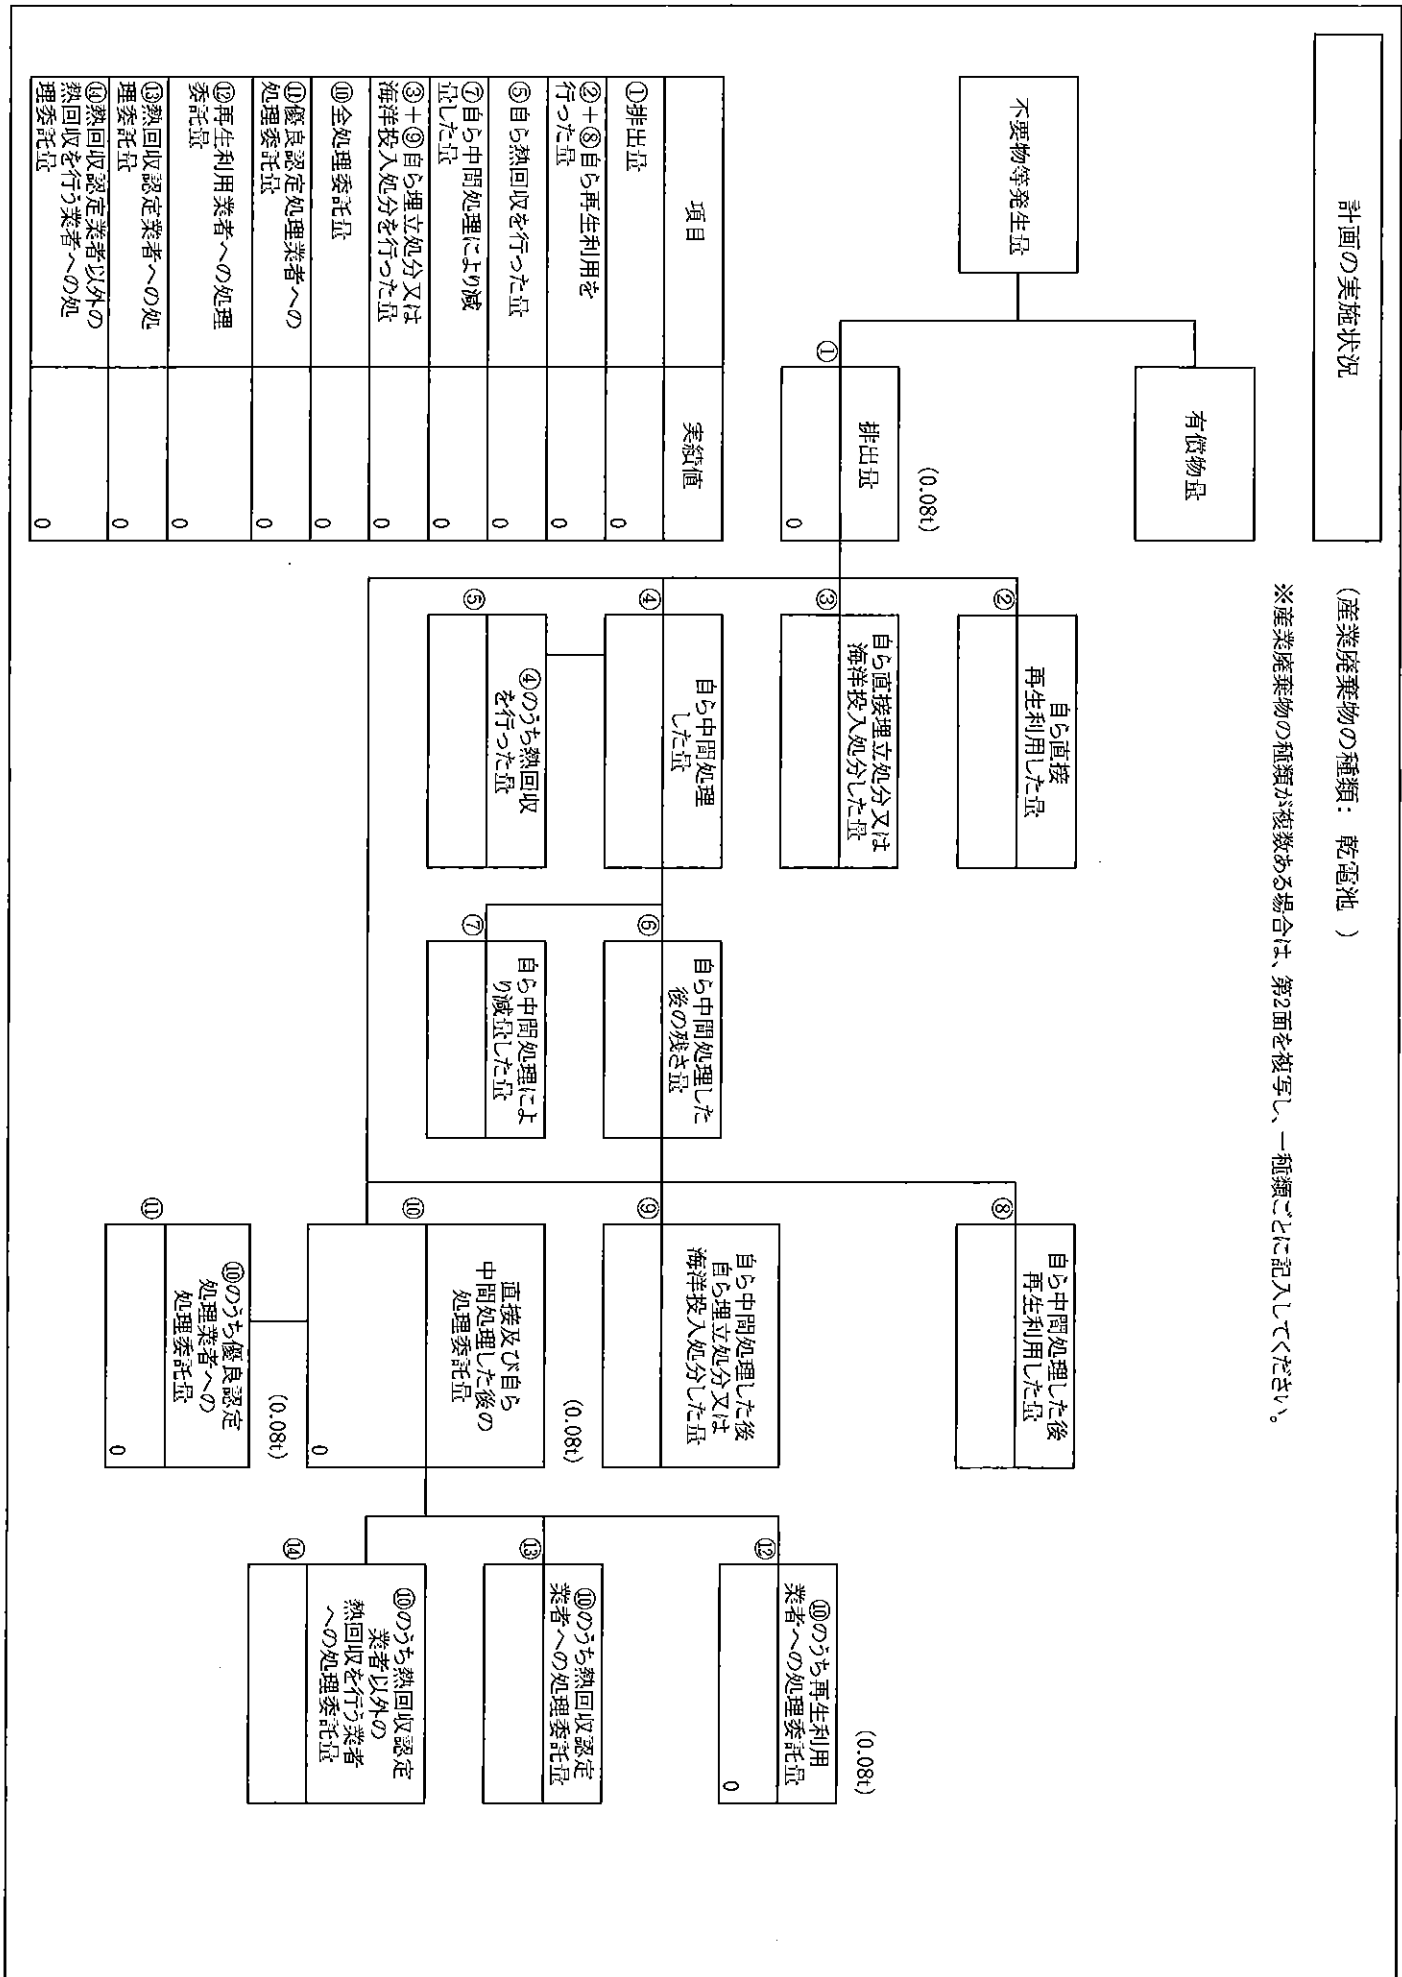 計画の実施状況
(産業廃棄物の種類: 乾電池 )
※産業廃棄物の種類が複数ある場合は、第2面を複写し、一種類ごとに記入してください。
有償物量
不要物等発生量
(0.08t)
①
排出量
0
②
自ら直接
再生利用した量
③
自ら直接埋立処分又は
海洋投入処分した量
④
自ら中間処理
した量
⑤
④のうち熱回収
を行った量
⑥
自ら中間処理した
後の残さ量
⑦
自ら中間処理によ
り減量した量
⑧
自ら中間処理した後
再生利用した量
⑨
自ら中間処理した後
自ら埋立処分又は
海洋投入処分した量
(0.08t)
⑩
直接及び自ら
中間処理した後の
処理委託量
0
(0.08t)
⑪
⑩のうち優良認定
処理業者への
処理委託量
0
(0.08t)
⑫
⑩のうち再生利用
業者への処理委託量
0
⑬
⑩のうち熱回収認定
業者への処理委託量
⑭
⑩のうち熱回収認定
業者以外の
熱回収を行う業者
への処理委託量
項目
実績値
①排出量
0
②+⑧自ら再生利用を
行った量
0
⑤自ら熱回収を行った量
0
⑦自ら中間処理により減
量した量
0
③+⑨自ら埋立処分又は
海洋投入処分を行った量
0
⑩全処理委託量
0
⑪優良認定処理業者への
処理委託量
0
⑫再生利用業者への処理
委託量
0
⑬熱回収認定業者への処
理委託量
0
⑭熱回収認定業者以外の
熱回収を行う業者への処
理委託量
0